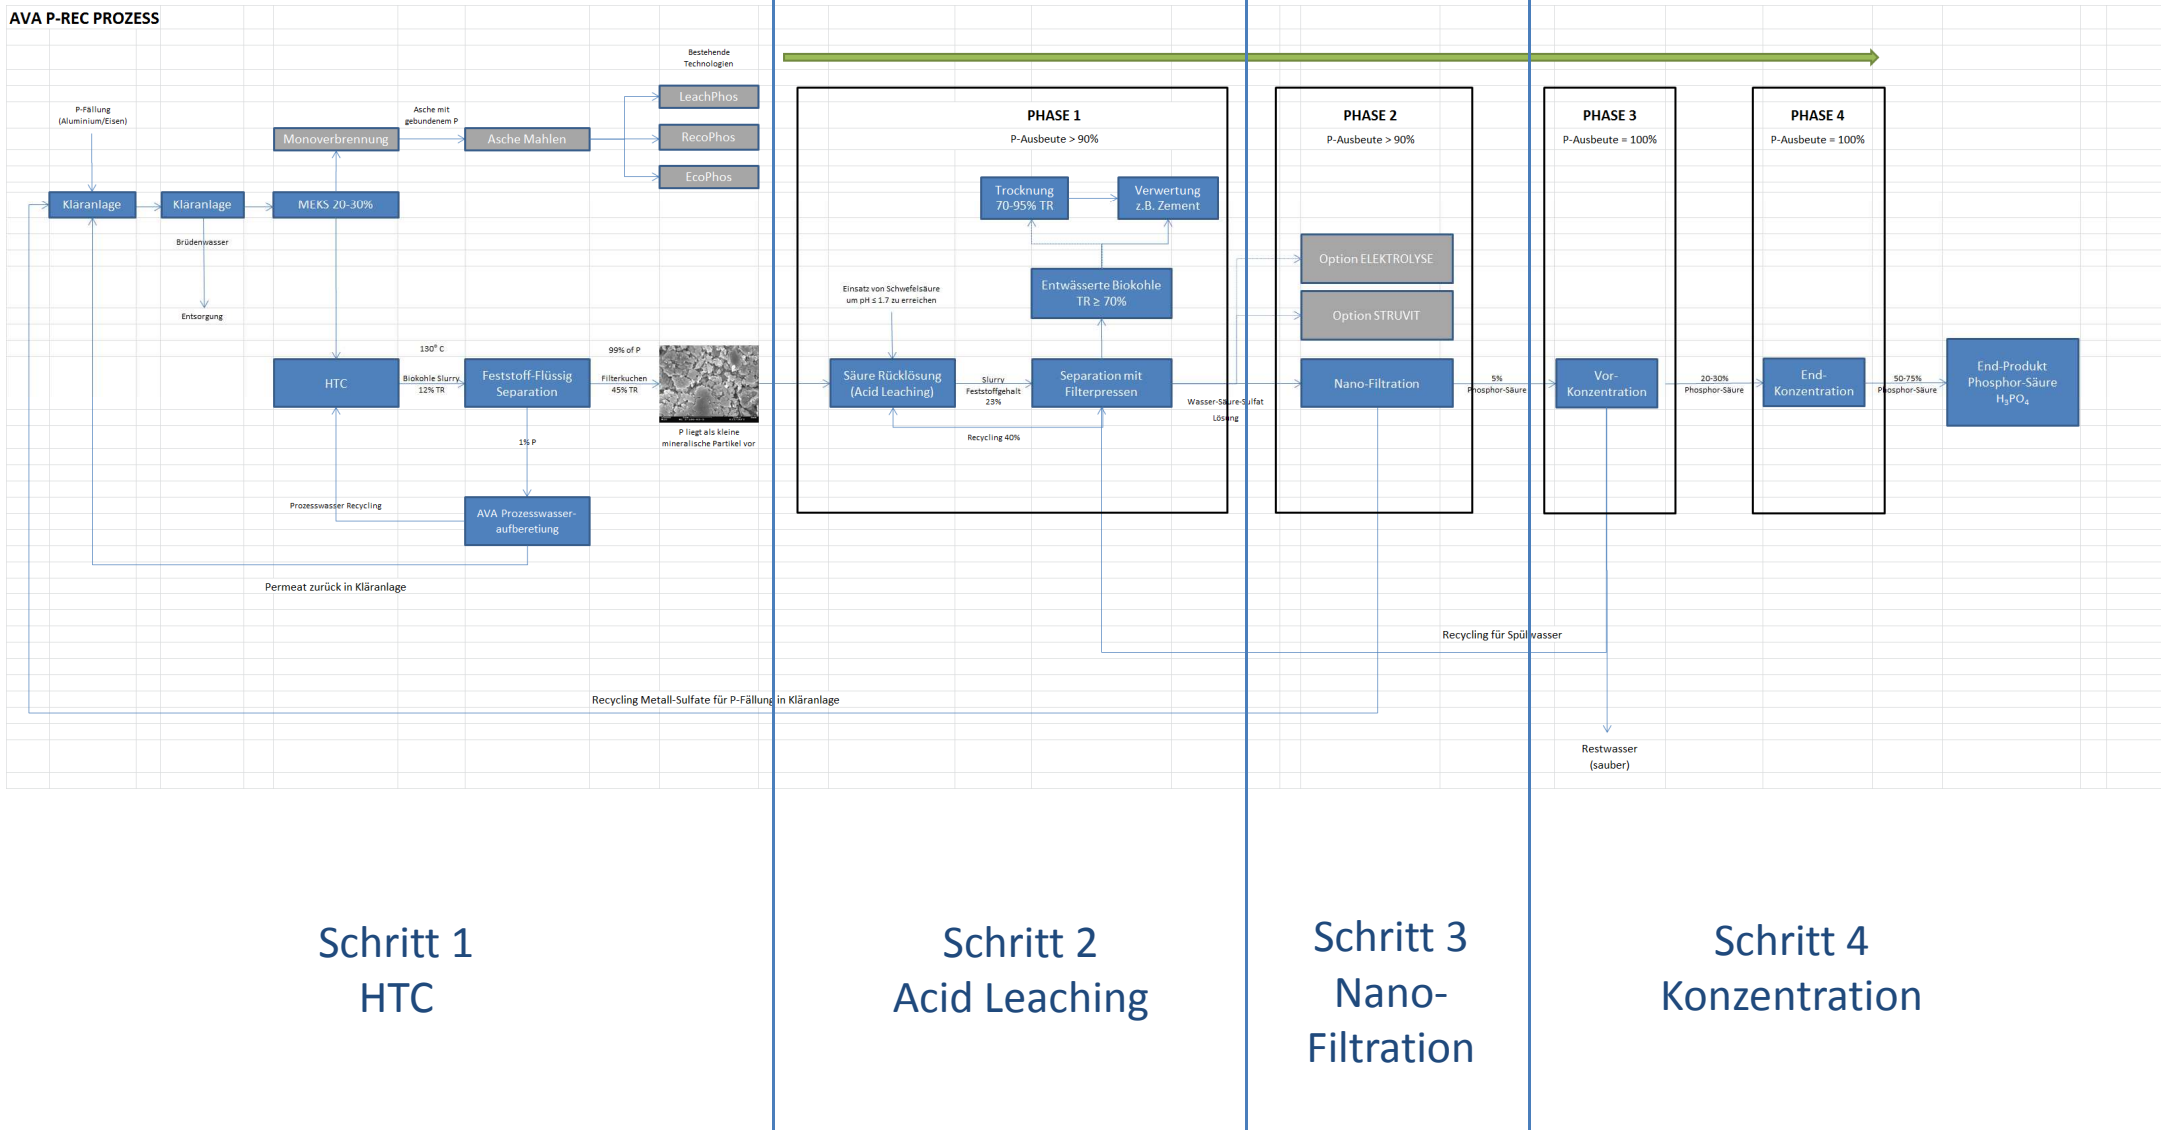 AVA P-REC PROZESS
P-Fällung
(Aluminium/Eisen)
Kläranlage
Kläranlage
Brüdenwasser
Entsorgung
MEKS 20-30%
Monoverbrennung
Asche mit
gebundenem P
Asche Mahlen
Bestehende
Technologien
LeachPhos
RecoPhos
EcoPhos
HTC
130° C
Biokohle Slurry
12% TR
Feststoff-Flüssig
Separation
99% of P
Filterkuchen
45% TR
P liegt als kleine
mineralische Partikel vor
1% P
AVA Prozesswasser-
aufberetiung
Prozesswasser Recycling
Permeat zurück in Kläranlage
PHASE 1
P-Ausbeute > 90%
Trocknung
70-95% TR
Verwertung
z.B. Zement
Entwässerte Biokohle
TR ≥ 70%
Einsatz von Schwefelsäure
um pH ≤ 1.7 zu erreichen
Säure Rücklösung
(Acid Leaching)
Slurry
Feststoffgehalt
23%
Separation mit
Filterpressen
Recycling 40%
Wasser-Säure-Sulfat
Lösung
PHASE 2
P-Ausbeute > 90%
Option ELEKTROLYSE
Option STRUVIT
Nano-Filtration
5%
Phosphor-Säure
PHASE 3
P-Ausbeute = 100%
Vor-
Konzentration
20-30%
Phosphor-Säure
PHASE 4
P-Ausbeute = 100%
End-
Konzentration
50-75%
Phosphor-Säure
End-Produkt
Phosphor-Säure
H₃PO₄
Recycling für Spülwasser
Recycling Metall-Sulfate für P-Fällung in Kläranlage
Restwasser
(sauber)
Schritt 1
HTC
Schritt 2
Acid Leaching
Schritt 3
Nano-
Filtration
Schritt 4
Konzentration